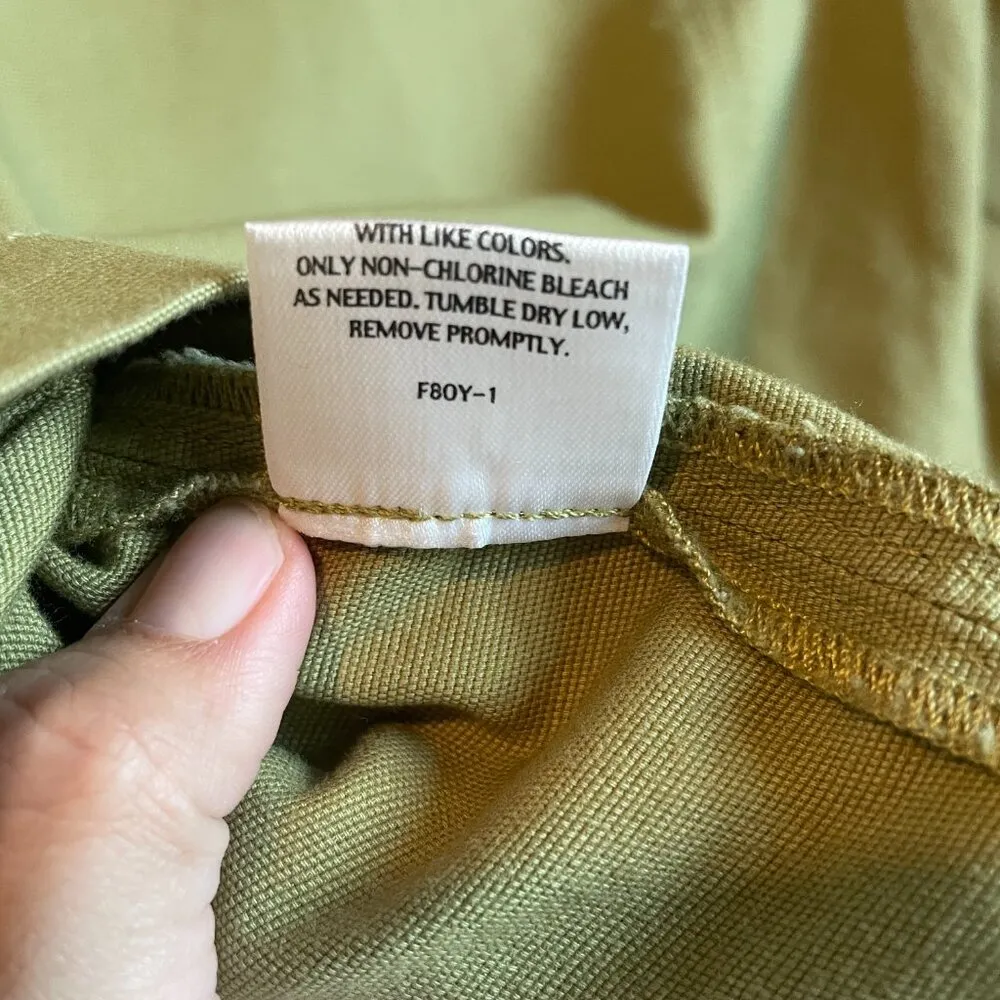 WITH LIKE COLORS.
ONLY NON-CHLORINE BLEACH
AS NEEDED. TUMBLE DRY LOW,
REMOVE PROMPTLY.
F80Y-1